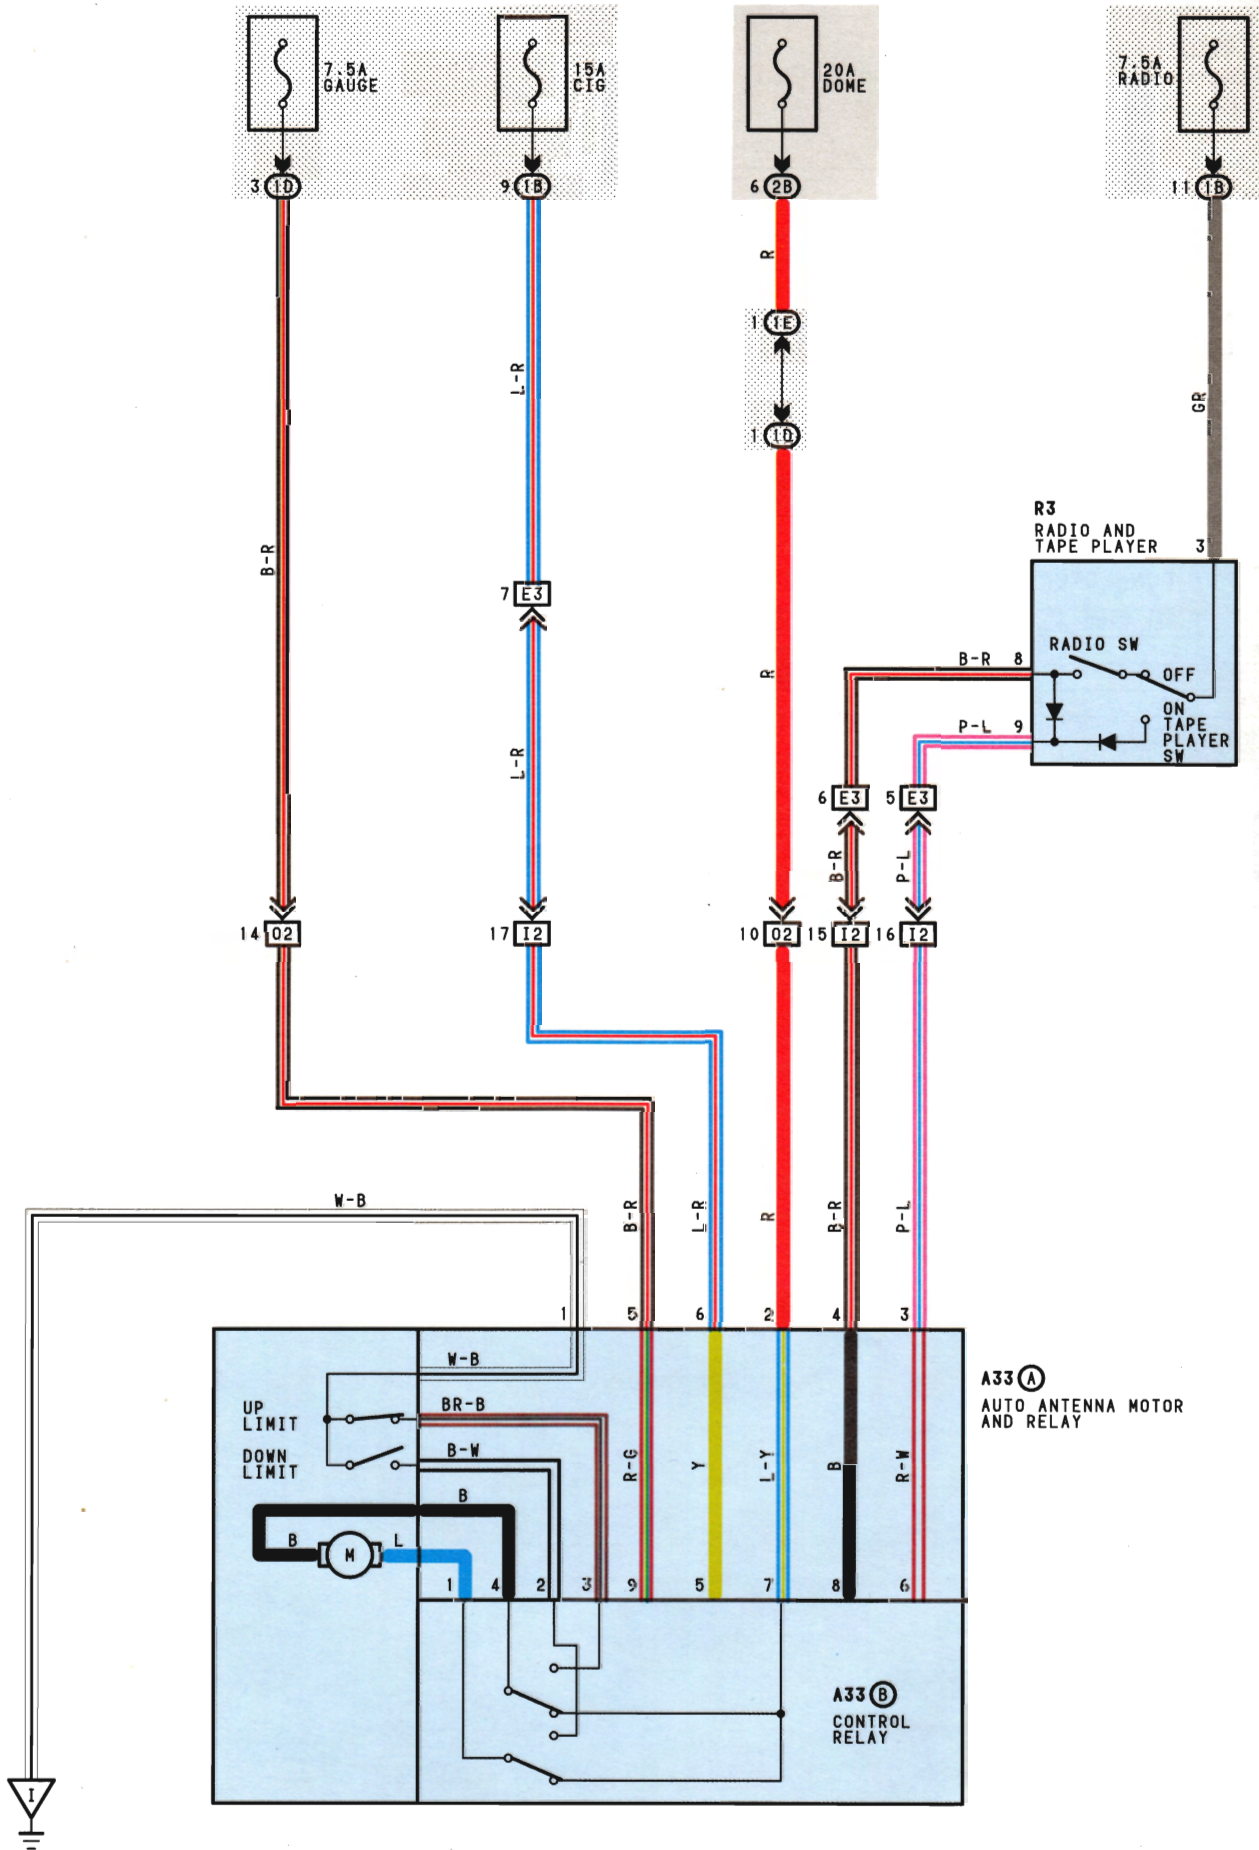 7.5A
GAUGE
15A
CIG
20A
DOME
7.5A
RADIO
3 1D
9 1B
6 2B
11 1B
R
1 1E
L-R
GR
1 1D
R3
RADIO AND
TAPE PLAYER
3
B-R
7 E3
RADIO SW
B-R 8
OFF
R
ON
TAPE
PLAYER
SW
P-L 9
L-R
6 E3
5 E3
B-R
P-L
14 O2
17 I2
10 O2
15 I2
16 I2
W-B
B-R
L-R
R
B-R
P-L
1
5
6
2
4
3
W-B
A33 A
AUTO ANTENNA MOTOR
AND RELAY
UP
LIMIT
BR-B
DOWN
LIMIT
B-W
R-G
Y
L-Y
B
R-W
B
B
M
L
1
4
2
3
9
5
7
8
6
A33 B
CONTROL
RELAY
I